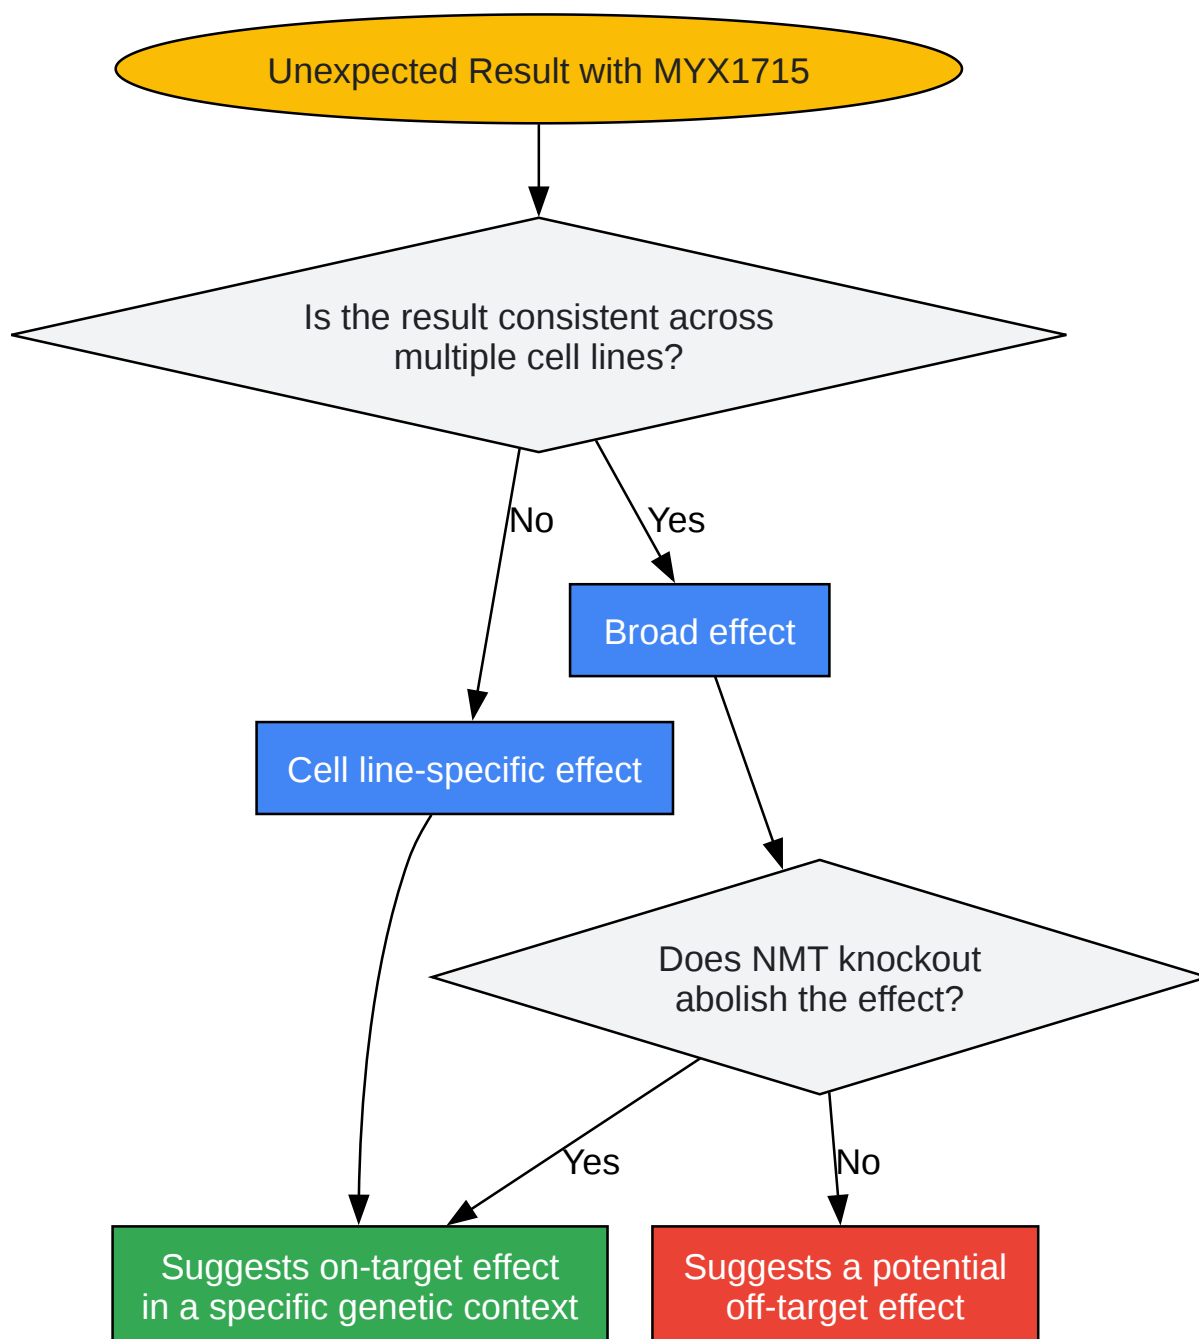 Unexpected Result with MYX1715
Is the result consistent across
multiple cell lines?
No
Yes
Broad effect
Cell line-specific effect
Does NMT knockout
abolish the effect?
Yes
No
Suggests on-target effect
in a specific genetic context
Suggests a potential
off-target effect